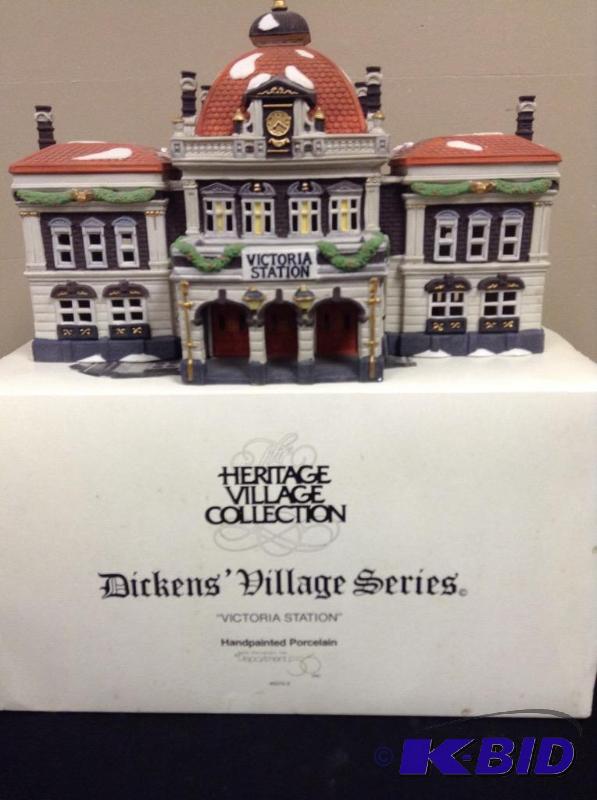 VICTORIA
STATION
The
HERITAGE
VILLAGE
COLLECTION
Dickens' Village Series©
"VICTORIA STATION"
Handpainted Porcelain
Department 56
© K-BID